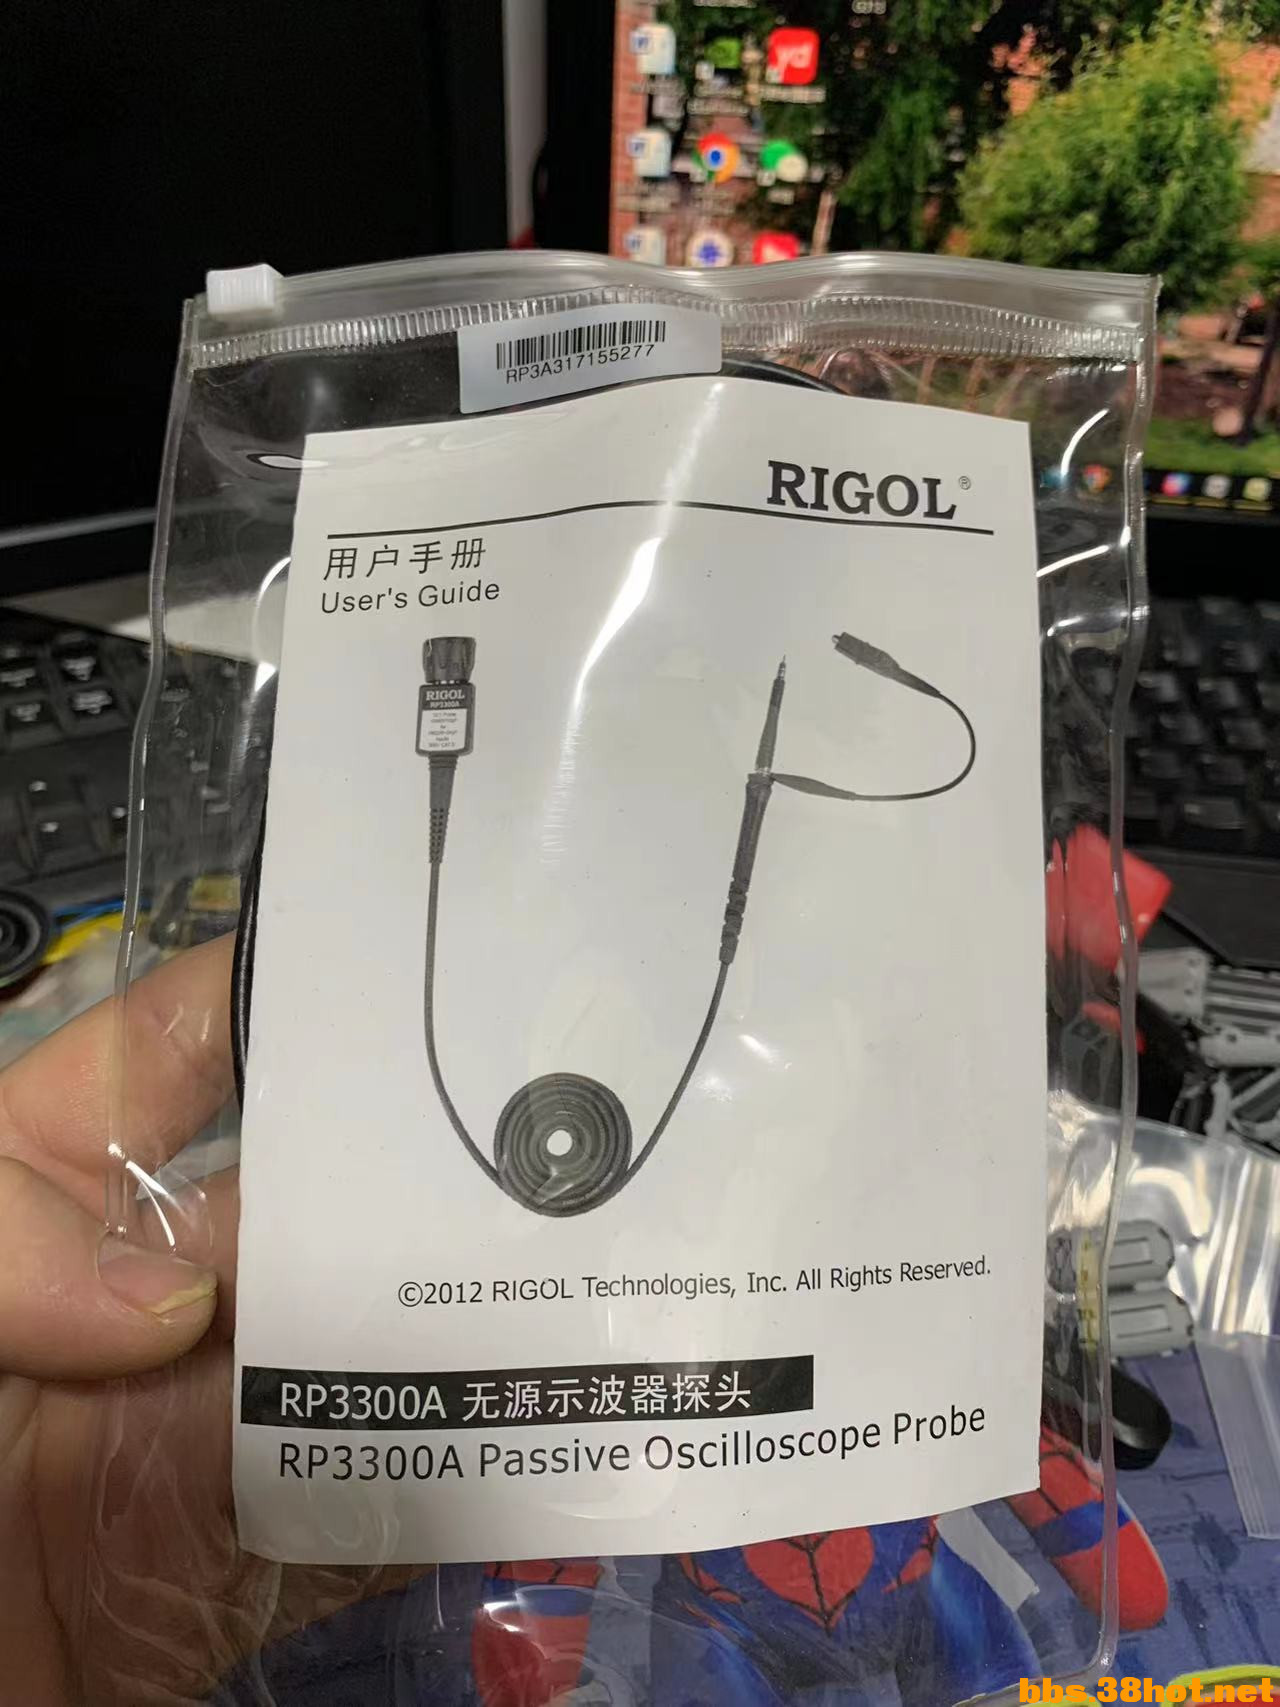 RP3A317155277
RIGOL®
用户手册
User's Guide
RIGOL
RP3300A
©2012 RIGOL Technologies, Inc. All Rights Reserved.
RP3300A 无源示波器探头
RP3300A Passive Oscilloscope Probe
bbs.38hot.net